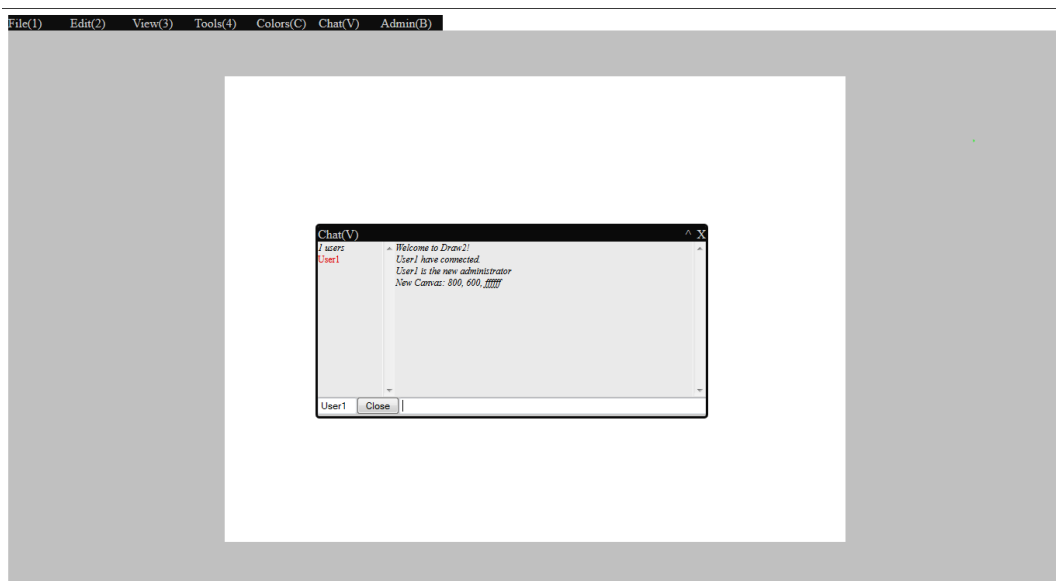 File(1) Edit(2) View(3) Tools(4) Colors(C) Chat(V) Admin(B)
Chat(V) ^ X
1 users
User1
Welcome to Draw2!
User1 have connected.
User1 is the new administrator
New Canvas: 800, 600, ffffff
User1 Close